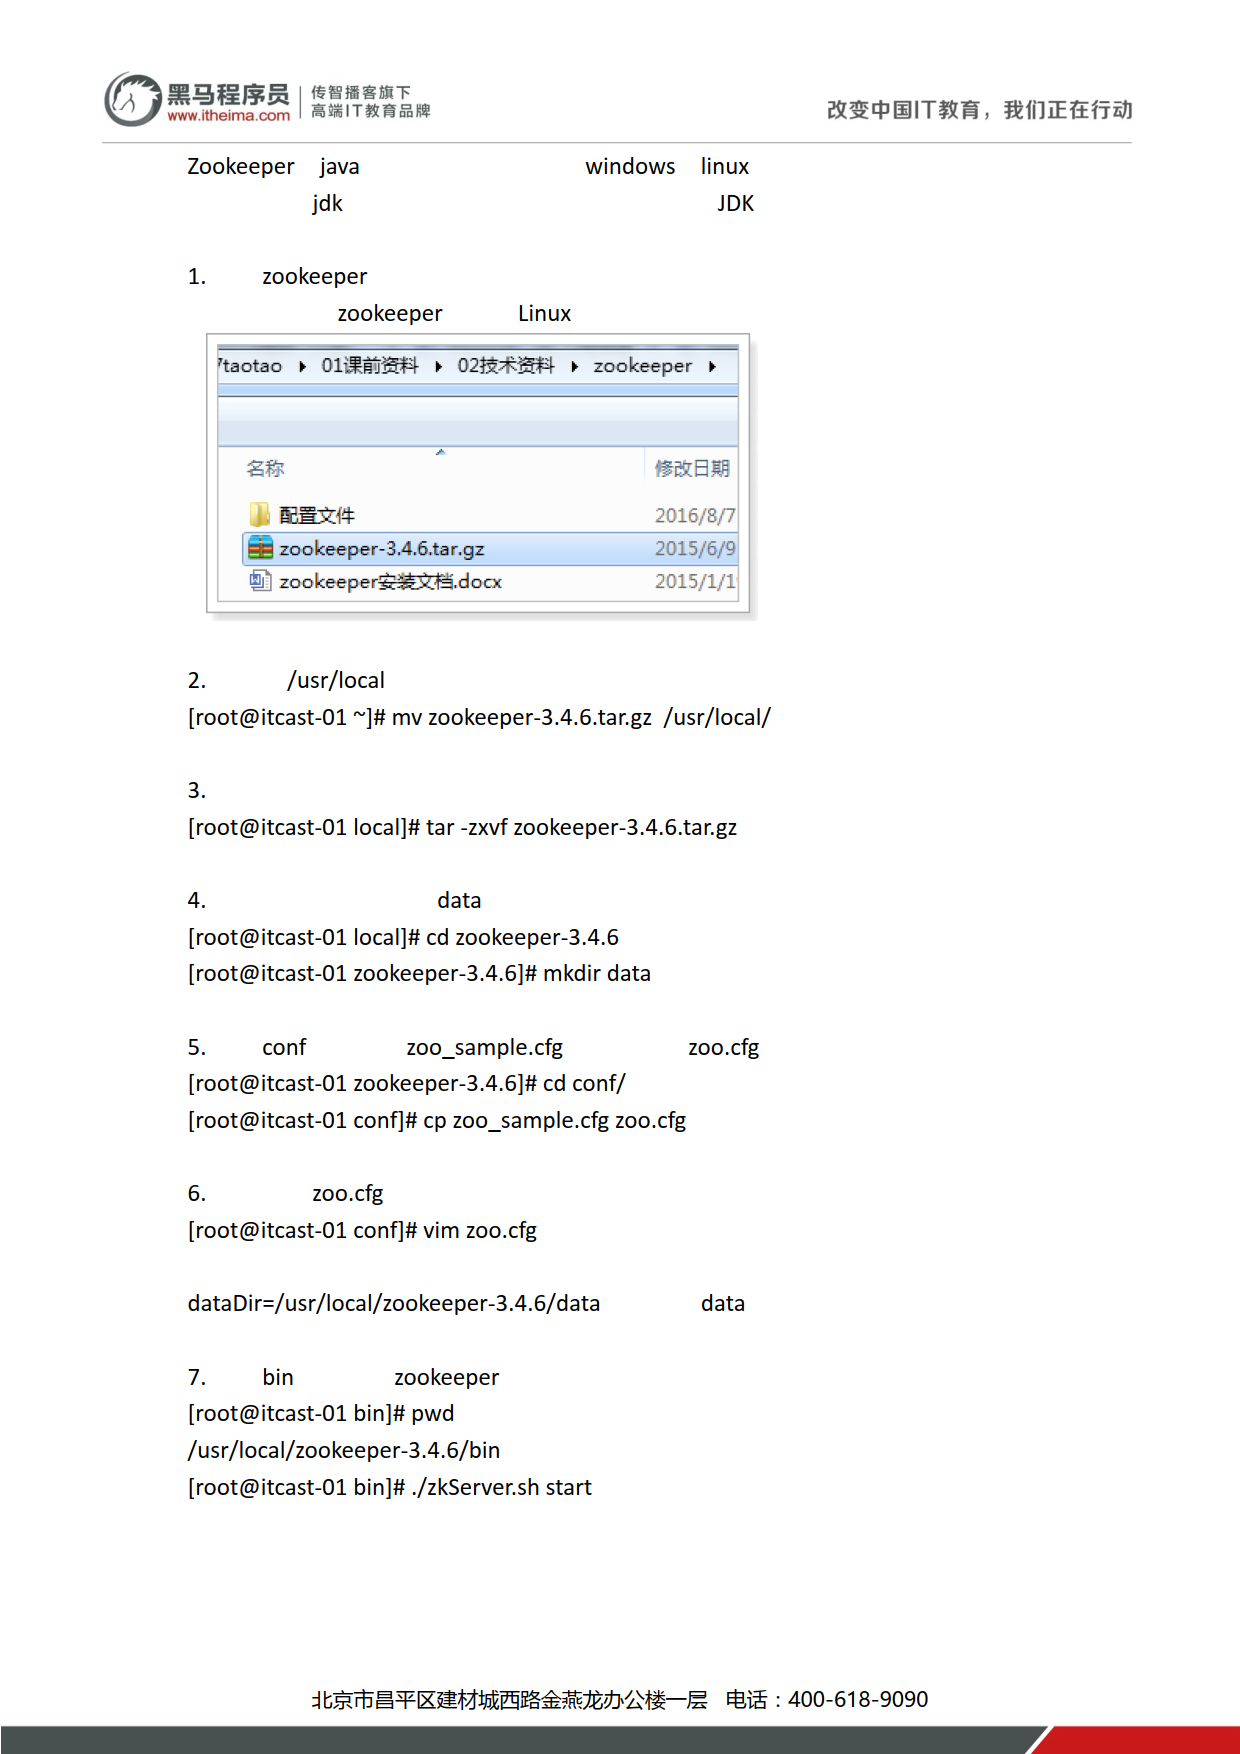 黑马程序员
www.itheima.com
传智播客旗下
高端IT教育品牌
改变中国IT教育，我们正在行动
Zookeeper java windows linux
jdk JDK
1. zookeeper
zookeeper Linux
taotao 01课前资料 02技术资料 zookeeper
名称 修改日期
配置文件 2016/8/7
zookeeper-3.4.6.tar.gz 2015/6/9
zookeeper安装文档.docx 2015/1/1
2. /usr/local
[root@itcast-01 ~]# mv zookeeper-3.4.6.tar.gz /usr/local/
3.
[root@itcast-01 local]# tar -zxvf zookeeper-3.4.6.tar.gz
4. data
[root@itcast-01 local]# cd zookeeper-3.4.6
[root@itcast-01 zookeeper-3.4.6]# mkdir data
5. conf zoo_sample.cfg zoo.cfg
[root@itcast-01 zookeeper-3.4.6]# cd conf/
[root@itcast-01 conf]# cp zoo_sample.cfg zoo.cfg
6. zoo.cfg
[root@itcast-01 conf]# vim zoo.cfg
dataDir=/usr/local/zookeeper-3.4.6/data data
7. bin zookeeper
[root@itcast-01 bin]# pwd
/usr/local/zookeeper-3.4.6/bin
[root@itcast-01 bin]# ./zkServer.sh start
北京市昌平区建材城西路金燕龙办公楼一层 电话：400-618-9090